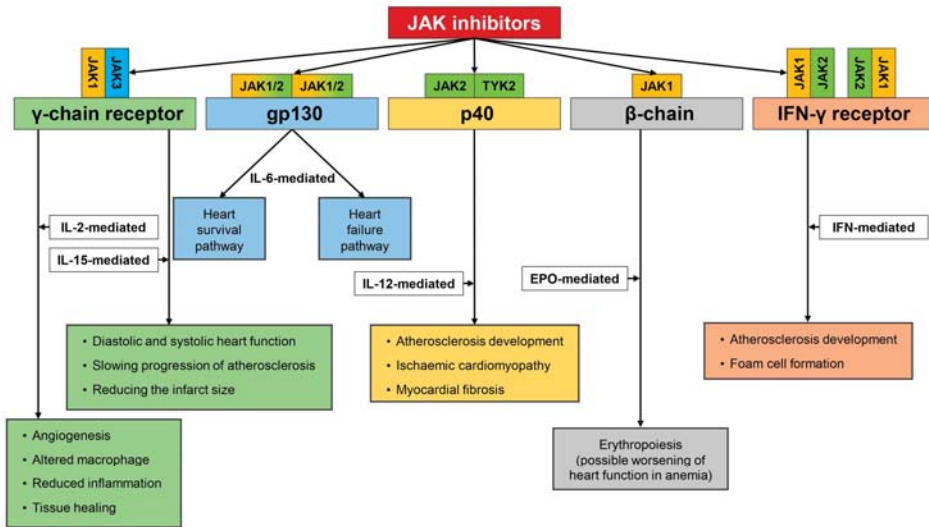 JAK inhibitors
JAK1
JAK3
JAK1/2
JAK1/2
JAK2
TYK2
JAK1
JAK1
JAK2
JAK2
JAK1
γ-chain receptor
gp130
p40
β-chain
IFN-γ receptor
IL-6-mediated
Heart
survival
pathway
Heart
failure
pathway
IL-2-mediated
IFN-mediated
IL-15-mediated
IL-12-mediated
EPO-mediated
• Diastolic and systolic heart function
• Slowing progression of atherosclerosis
• Reducing the infarct size
• Atherosclerosis development
• Ischaemic cardiomyopathy
• Myocardial fibrosis
• Atherosclerosis development
• Foam cell formation
• Angiogenesis
• Altered macrophage
• Reduced inflammation
• Tissue healing
Erythropoiesis
(possible worsening of
heart function in anemia)